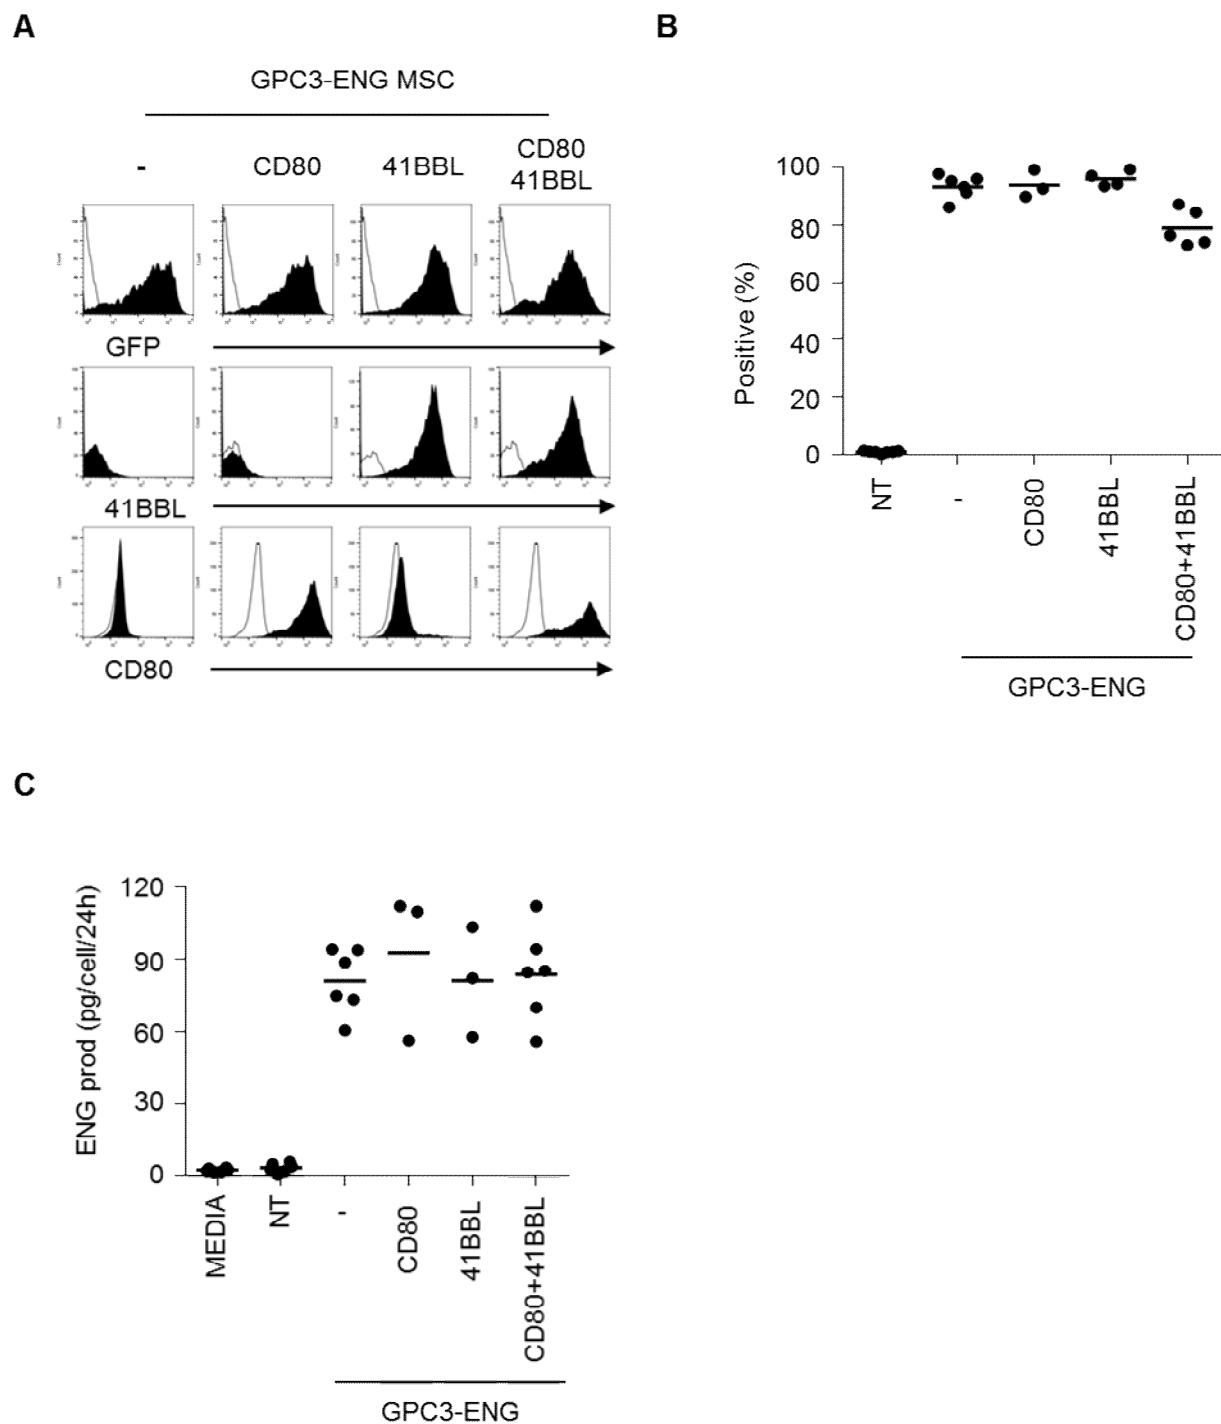 A
GPC3-ENG MSC
-
CD80
41BBL
CD80
41BBL
GFP
41BBL
CD80
B
Positive (%)
100
80
60
40
20
0
NT
-
CD80
41BBL
CD80+41BBL
GPC3-ENG
C
ENG prod (pg/cell/24h)
120
90
60
30
0
MEDIA
NT
-
CD80
41BBL
CD80+41BBL
GPC3-ENG